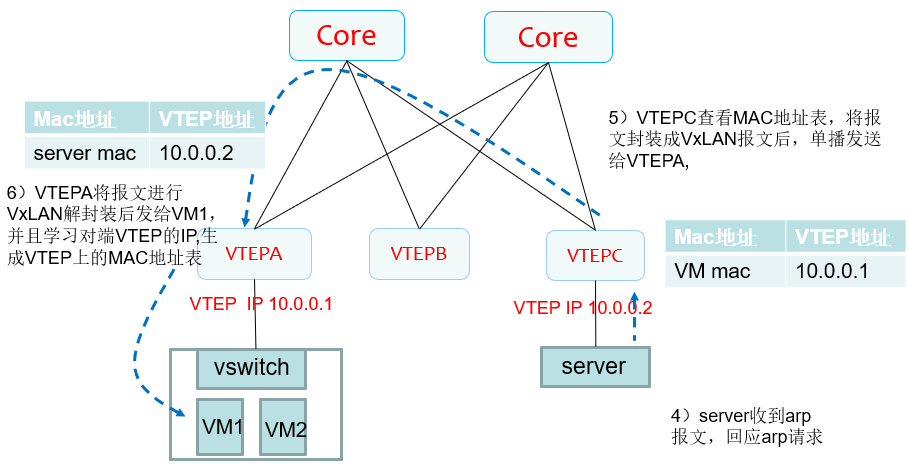 Core
Core
Mac地址 VTEP地址
server mac 10.0.0.2
5）VTEPC查看MAC地址表，将报
文封装成VxLAN报文后，单播发送
给VTEPA,
6）VTEPA将报文进行
VxLAN解封装后发给VM1，
并且学习对端VTEP的IP,生
成VTEP上的MAC地址表
VTEPA
VTEPB
VTEPC
Mac地址 VTEP地址
VM mac 10.0.0.1
VTEP IP 10.0.0.1
VTEP IP 10.0.0.2
vswitch
VM1
VM2
server
4）server收到arp
报文，回应arp请求